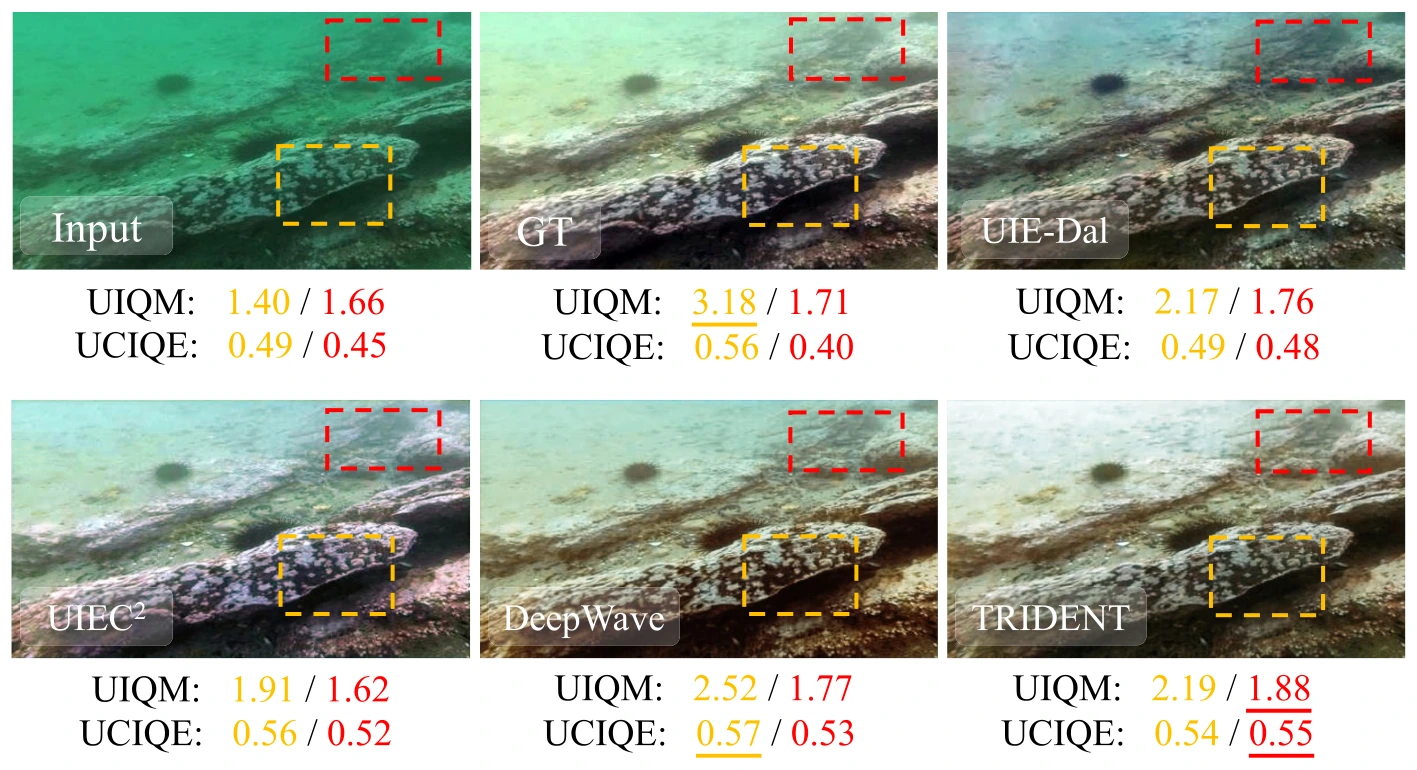 Input
GT
UIE-Dal
UIQM: 1.40 / 1.66
UCIQE: 0.49 / 0.45
UIQM: 3.18 / 1.71
UCIQE: 0.56 / 0.40
UIQM: 2.17 / 1.76
UCIQE: 0.49 / 0.48
UIEC²
DeepWave
TRIDENT
UIQM: 1.91 / 1.62
UCIQE: 0.56 / 0.52
UIQM: 2.52 / 1.77
UCIQE: 0.57 / 0.53
UIQM: 2.19 / 1.88
UCIQE: 0.54 / 0.55